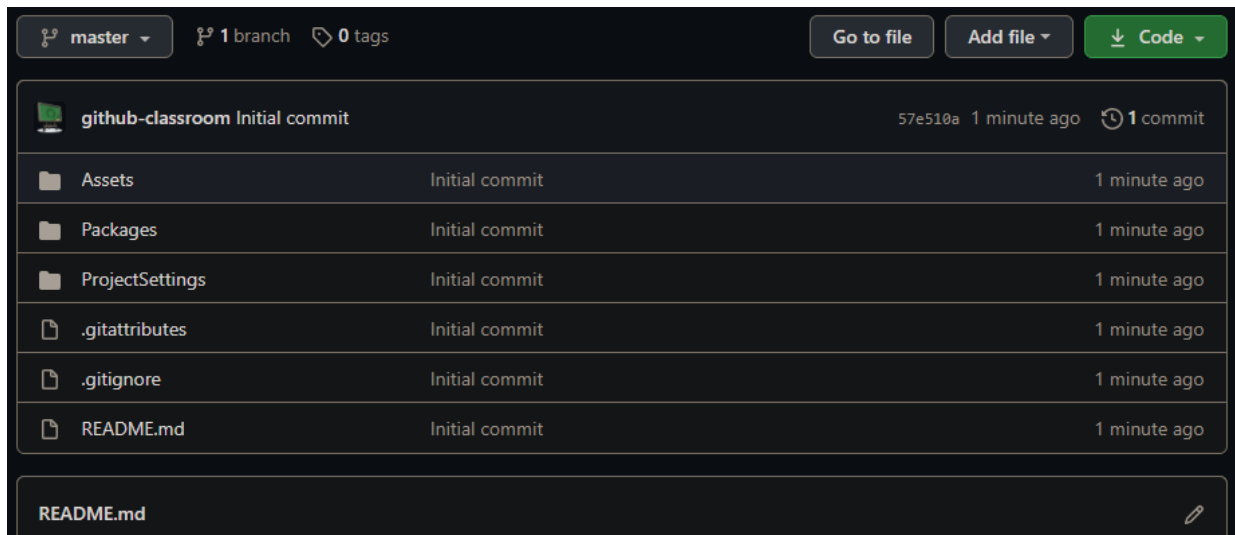 master 1 branch 0 tags Go to file Add file Code
github-classroom Initial commit 57e510a 1 minute ago 1 commit
Assets Initial commit 1 minute ago
Packages Initial commit 1 minute ago
ProjectSettings Initial commit 1 minute ago
.gitattributes Initial commit 1 minute ago
.gitignore Initial commit 1 minute ago
README.md Initial commit 1 minute ago
README.md